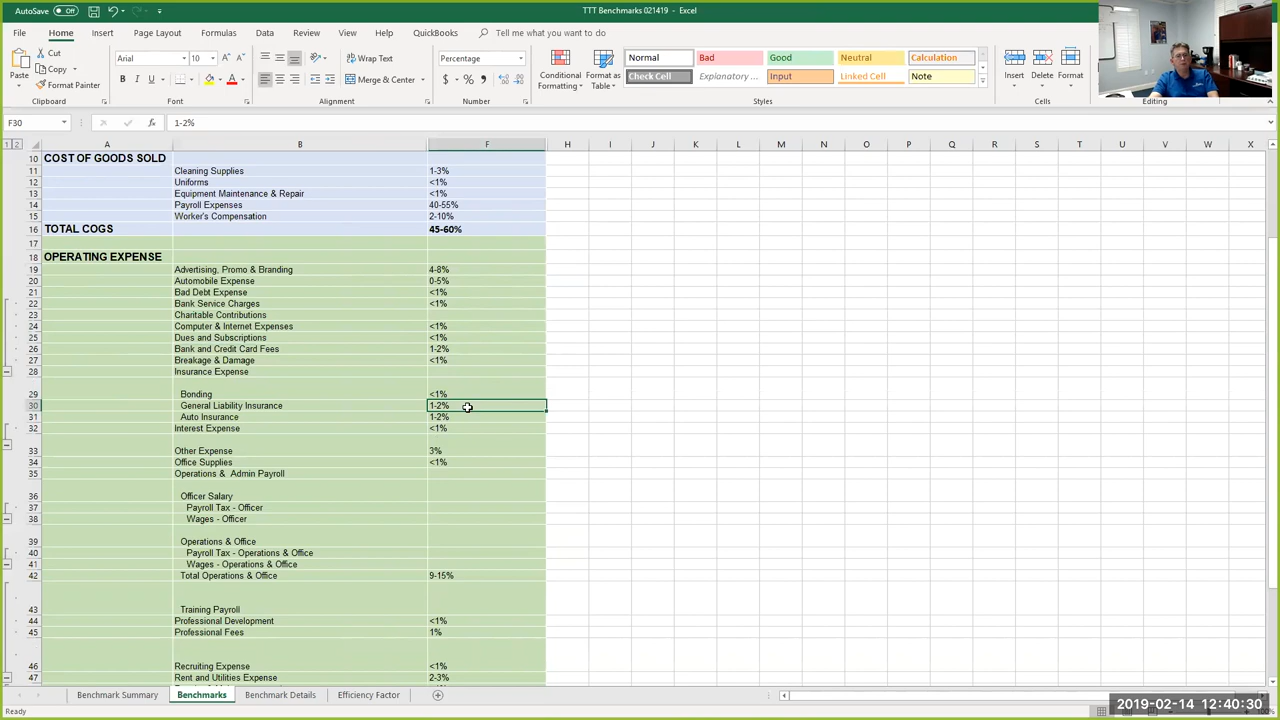 AutoSave Off
TTT Benchmarks 021419 - Excel
File Home Insert Page Layout Formulas Data Review View Help QuickBooks Tell me what you want to do
Paste
Cut
Copy
Format Painter
Clipboard
Arial 10
B I U
Font
Wrap Text
Merge & Center
Alignment
Percentage
$ % ,
Number
Conditional Formatting
Format as Table
Normal Bad Good Neutral Calculation
Check Cell Explanatory ... Input Linked Cell Note
Styles
Insert Delete Format
Cells
Editing
F30 fx 1-2%
A B F H I J K L M N O P Q R S T U V W X
10 COST OF GOODS SOLD
11 Cleaning Supplies 1-3%
12 Uniforms <1%
13 Equipment Maintenance & Repair <1%
14 Payroll Expenses 40-55%
15 Worker's Compensation 2-10%
16 TOTAL COGS 45-60%
17
18 OPERATING EXPENSE
19 Advertising, Promo & Branding 4-8%
20 Automobile Expense 0-5%
21 Bad Debt Expense <1%
22 Bank Service Charges <1%
23 Charitable Contributions
24 Computer & Internet Expenses <1%
25 Dues and Subscriptions <1%
26 Bank and Credit Card Fees 1-2%
27 Breakage & Damage <1%
28 Insurance Expense
29 Bonding <1%
30 General Liability Insurance 1-2%
31 Auto Insurance 1-2%
32 Interest Expense <1%
33 Other Expense 3%
34 Office Supplies <1%
35 Operations & Admin Payroll
36 Officer Salary
37 Payroll Tax - Officer
38 Wages - Officer
39 Operations & Office
40 Payroll Tax - Operations & Office
41 Wages - Operations & Office
42 Total Operations & Office 9-15%
43 Training Payroll
44 Professional Development <1%
45 Professional Fees 1%
46 Recruiting Expense <1%
47 Rent and Utilities Expense 2-3%
Benchmark Summary Benchmarks Benchmark Details Efficiency Factor
Ready
2019-02-14 12:40:30